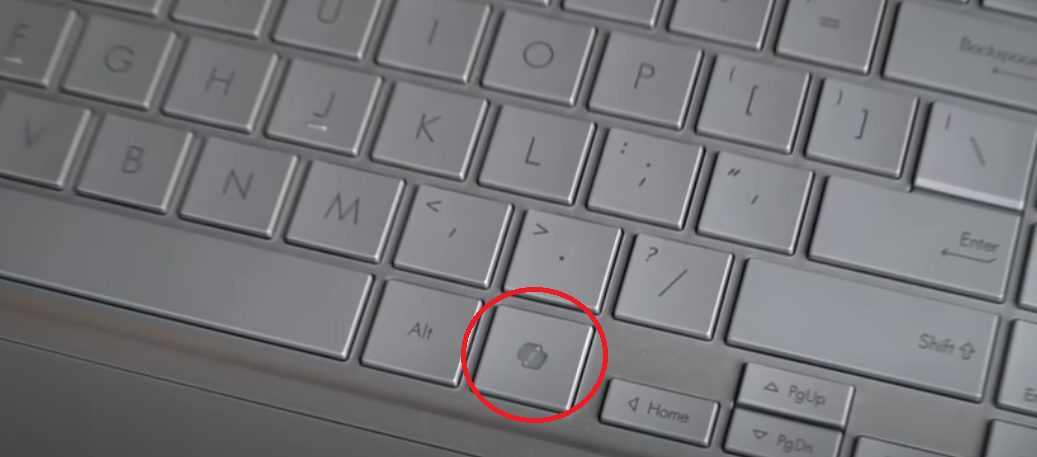 U I O P ( [ ) ] | \
= Backspace
F G H J K L : ; " ' Enter
V B N M < , > . ? / Shift
Alt
Home PgUp
PgDn